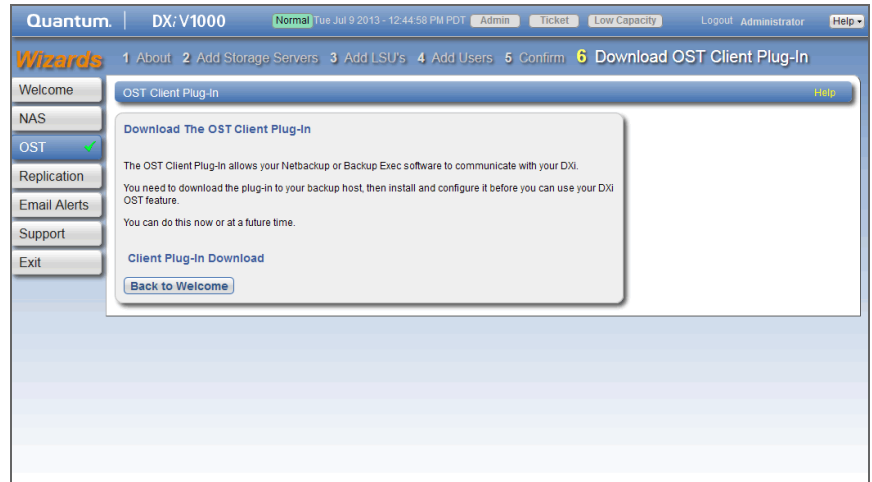 Quantum. DXi V1000 Normal Tue Jul 9 2013 - 12:44:58 PM PDT Admin Ticket Low Capacity Logout Administrator Help
Wizards 1 About 2 Add Storage Servers 3 Add LSU's 4 Add Users 5 Confirm 6 Download OST Client Plug-In
Welcome
NAS
OST
Replication
Email Alerts
Support
Exit
OST Client Plug-In Help
Download The OST Client Plug-In
The OST Client Plug-In allows your Netbackup or Backup Exec software to communicate with your DXi.
You need to download the plug-in to your backup host, then install and configure it before you can use your DXi
OST feature.
You can do this now or at a future time.
Client Plug-In Download
Back to Welcome